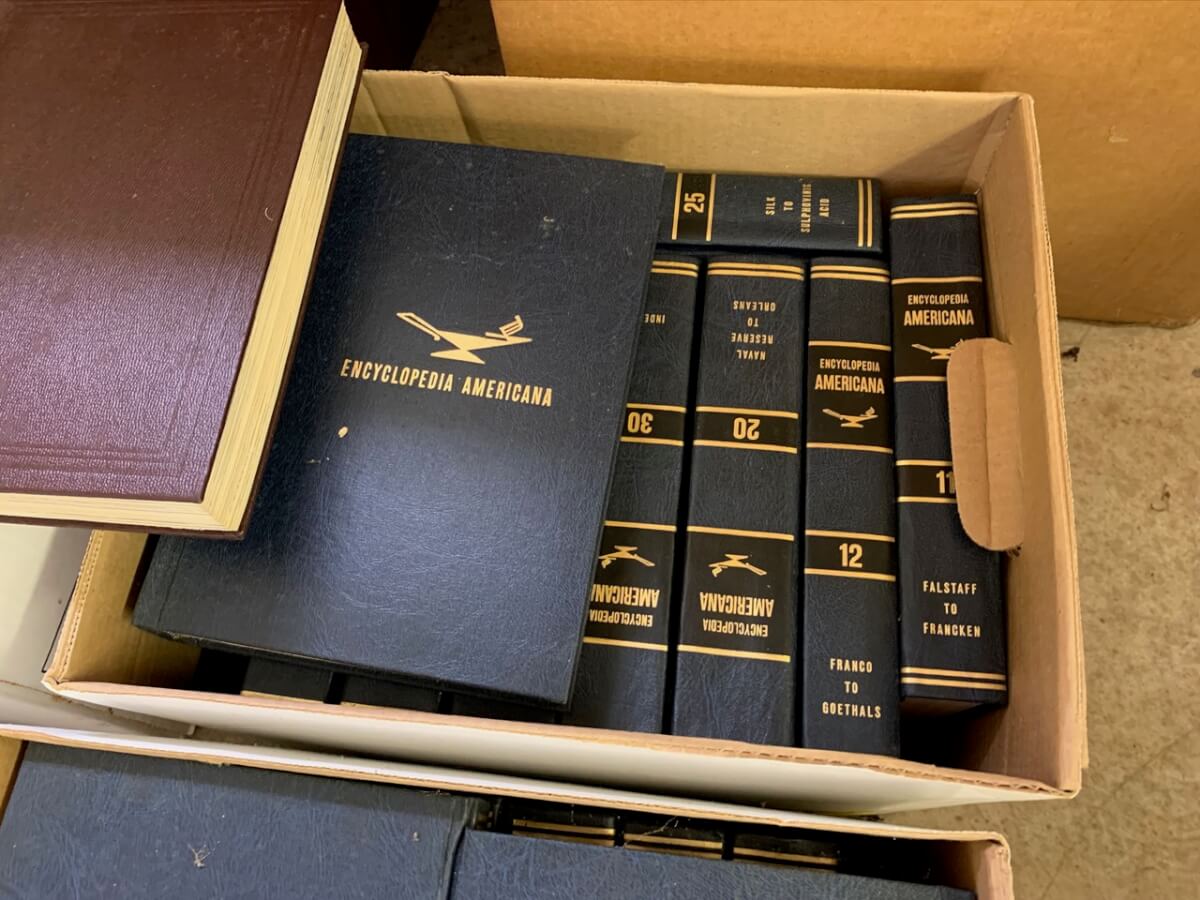 ENCYCLOPEDIA AMERICANA
25
SILK
TO
SULPHOVINIC
ACID
ENCYCLOPEDIA
AMERICANA
30
INDE
ENCYCLOPEDIA
AMERICANA
20
NAVAL
RESERVE
TO
ORLEANS
ENCYCLOPEDIA
AMERICANA
12
FRANCO
TO
GOETHALS
ENCYCLOPEDIA
AMERICANA
11
FALSTAFF
TO
FRANCKEN